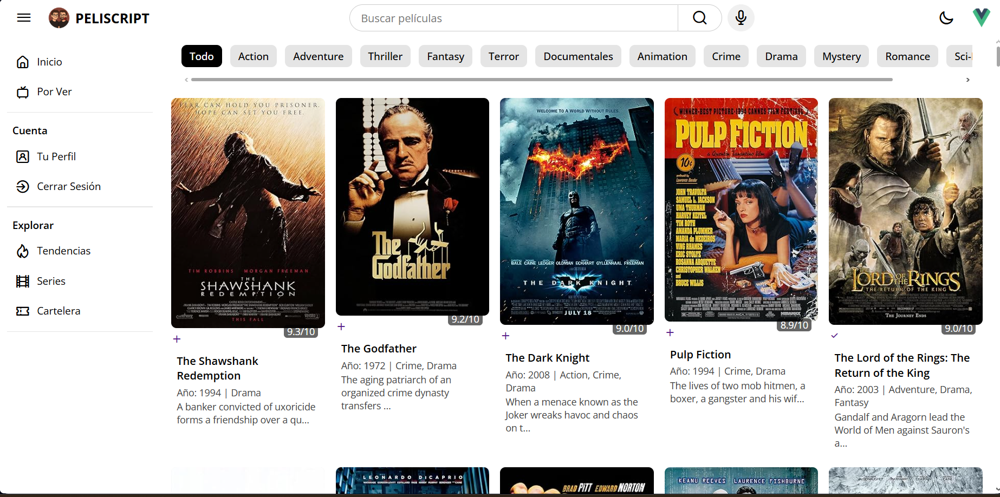 PELISCRIPT
Buscar películas
Inicio
Por Ver
Cuenta
Tu Perfil
Cerrar Sesión
Explorar
Tendencias
Series
Cartelera
Todo
Action
Adventure
Thriller
Fantasy
Terror
Documentales
Animation
Crime
Drama
Mystery
Romance
Sci-
FEAR CAN HOLD YOU PRISONER.
HOPE CAN SET YOU FREE.
TIM ROBBINS MORGAN FREEMAN
THE
SHAWSHANK
REDEMPTION
THIS FALL
9.3/10
The Shawshank
Redemption
Año: 1994 | Drama
A banker convicted of uxoricide
forms a friendship over a qu...
The
Godfather
9.2/10
The Godfather
Año: 1972 | Crime, Drama
The aging patriarch of an
organized crime dynasty
transfers ...
WELCOME TO A WORLD WITHOUT RULES.
BALE CAINE LEDGER OLDMAN ECKHART GYLLENHAAL FREEMAN
THE DARK KNIGHT
JULY 18
9.0/10
The Dark Knight
Año: 2008 | Action, Crime,
Drama
When a menace known as the
Joker wreaks havoc and chaos
on t...
WINNER-BEST PICTURE-1994 CANNES FILM FESTIVAL
PULP FICTION
a Quentin Tarantino film
10¢
produced by
Lawrence Bender
JOHN TRAVOLTA
SAMUEL L. JACKSON
UMA THURMAN
HARVEY KEITEL
TIM ROTH
AMANDA PLUMMER
MARIA de MEDEIROS
VING RHAMES
ERIC STOLTZ
ROSANNA ARQUETTE
CHRISTOPHER WALKEN
and
BRUCE WILLIS
MIRAMAX
8.9/10
Pulp Fiction
Año: 1994 | Crime, Drama
The lives of two mob hitmen, a
boxer, a gangster and his wif...
THE
LORD OF THE RINGS
THE RETURN OF THE KING
THE JOURNEY ENDS
9.0/10
The Lord of the Rings: The
Return of the King
Año: 2003 | Adventure, Drama,
Fantasy
Gandalf and Aragorn lead the
World of Men against Sauron's
a...
LEONARDO DICAPRIO
BRAD PITT EDWARD NORTON
KEANU REEVES LAURENCE FISHBURNE